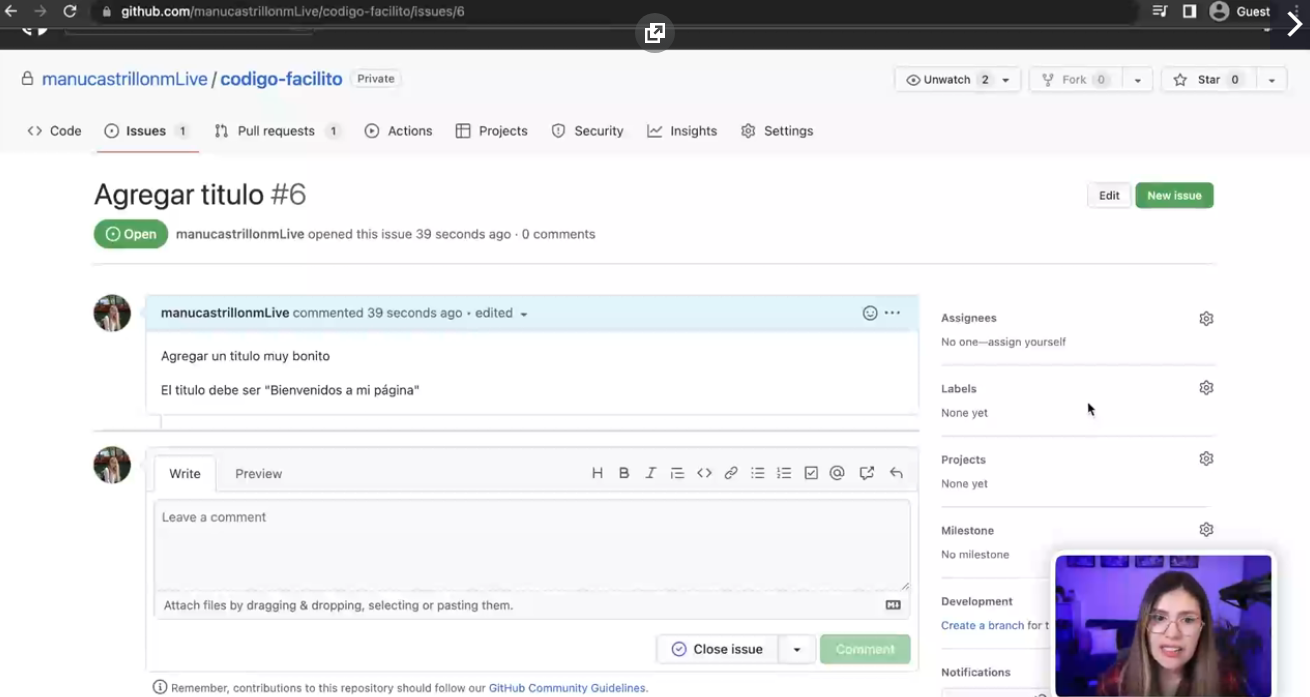 github.com/manucastrillonmLive/codigo-facilito/issues/6
Guest
manucastrillonmLive / codigo-facilito Private
Unwatch 2 Fork 0 Star 0
Code Issues 1 Pull requests 1 Actions Projects Security Insights Settings
Agregar titulo #6
Edit New issue
Open manucastrillonmLive opened this issue 39 seconds ago · 0 comments
manucastrillonmLive commented 39 seconds ago • edited
Agregar un titulo muy bonito
El titulo debe ser "Bienvenidos a mi página"
Write Preview
Leave a comment
Attach files by dragging & dropping, selecting or pasting them.
Close issue Comment
Remember, contributions to this repository should follow our GitHub Community Guidelines.
Assignees
No one—assign yourself
Labels
None yet
Projects
None yet
Milestone
No milestone
Development
Create a branch for t
Notifications